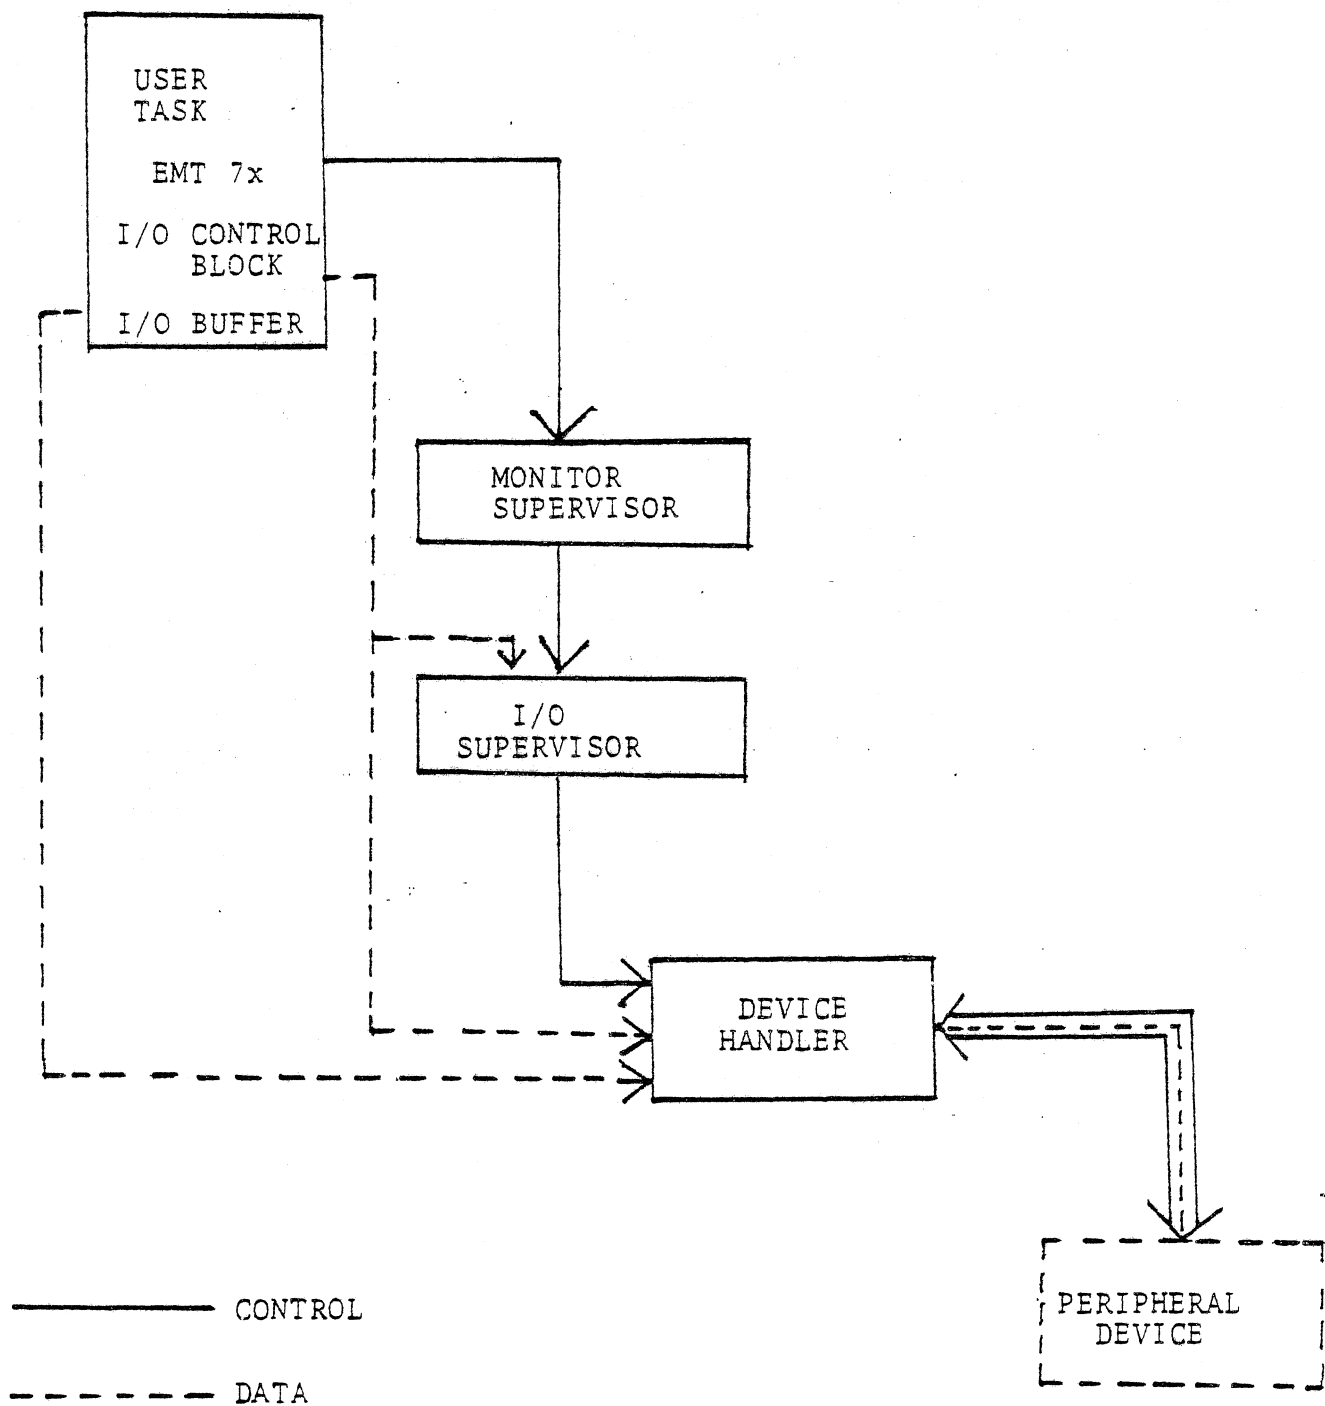 USER
TASK
EMT 7x
I/O CONTROL
BLOCK
I/O BUFFER
MONITOR
SUPERVISOR
I/O
SUPERVISOR
DEVICE
HANDLER
PERIPHERAL
DEVICE
CONTROL
DATA